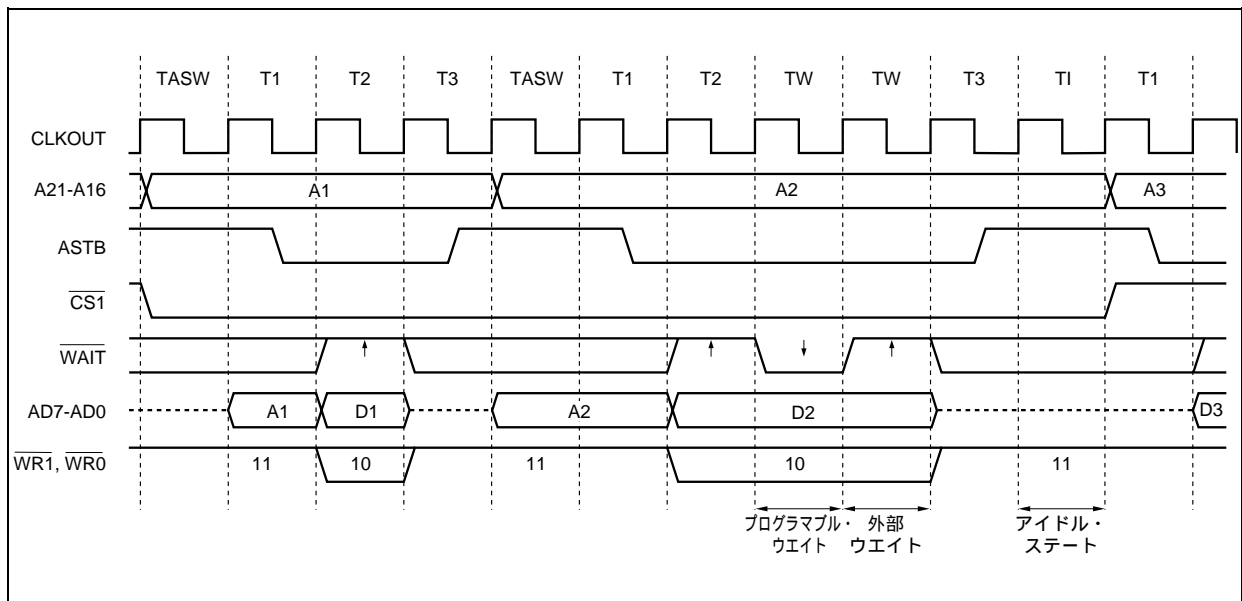 TASW T1 T2 T3 TASW T1 T2 TW TW T3 TI T1
CLKOUT
A21-A16 A1 A2 A3
ASTB
CS1
WAIT
AD7-AD0 A1 D1 A2 D2 D3
WR1, WR0 11 10 11 10 11
プログラマブル・
ウエイト
外部
ウエイト
アイドル・
ステート